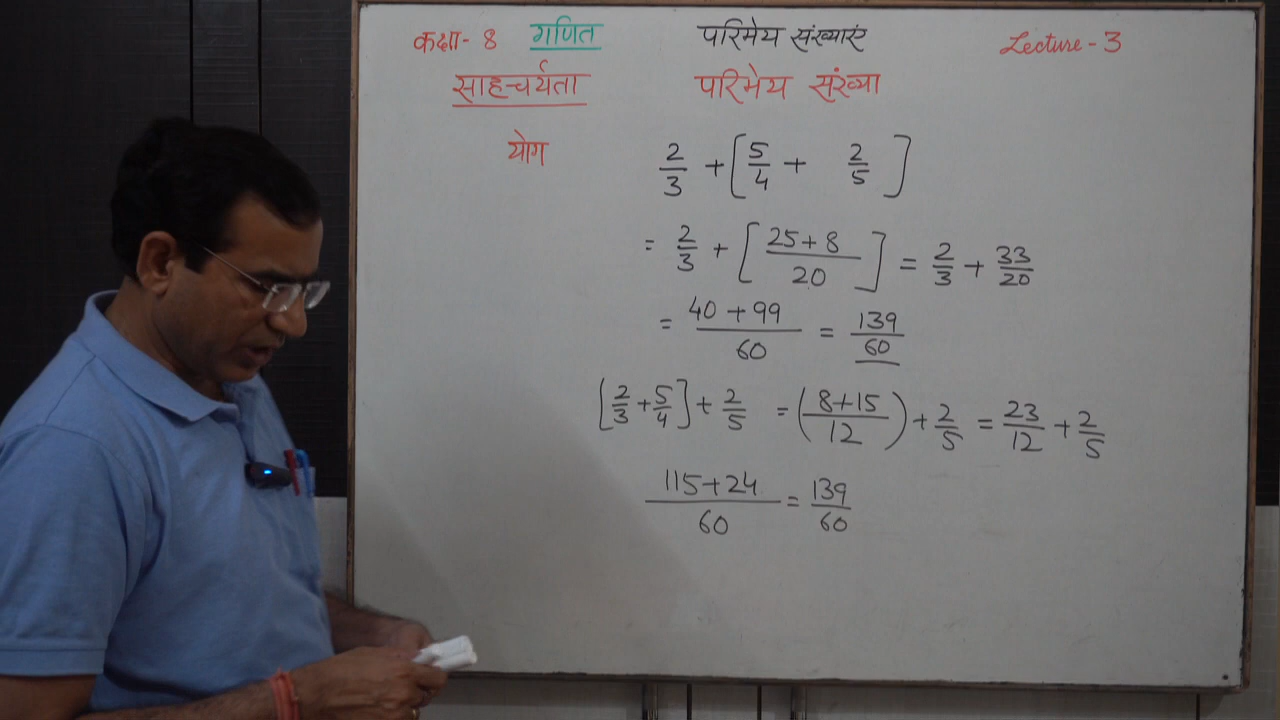 कक्षा- 8 गणित परिमेय संख्याएं Lecture - 3
साहचर्यता परिमेय संख्या
योग 2/3 + [5/4 + 2/5]
= 2/3 + [(25+8)/20] = 2/3 + 33/20
= (40+99)/60 = 139/60
[2/3 + 5/4] + 2/5 = ((8+15)/12) + 2/5 = 23/12 + 2/5
(115+24)/60 = 139/60